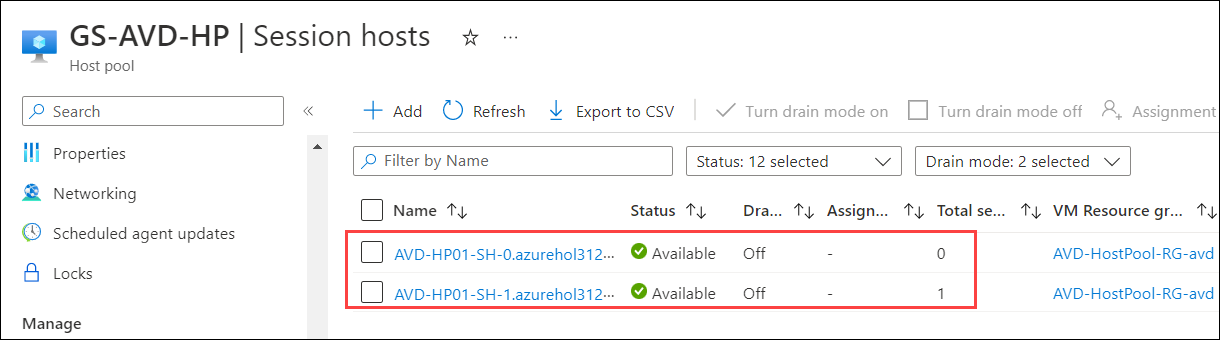 GS-AVD-HP | Session hosts ☆ ...
Host pool
Search «
+ Add Refresh Export to CSV Turn drain mode on Turn drain mode off Assignment
Properties
Filter by Name Status: 12 selected Drain mode: 2 selected
Networking
Name ↑↓ Status ↑↓ Dra... ↑↓ Assign... ↑↓ Total se... ↑↓ VM Resource gr... ↑↓
Scheduled agent updates
AVD-HP01-SH-0.azurehol312... Available Off - 0 AVD-HostPool-RG-avd
Locks
AVD-HP01-SH-1.azurehol312... Available Off - 1 AVD-HostPool-RG-avd
Manage